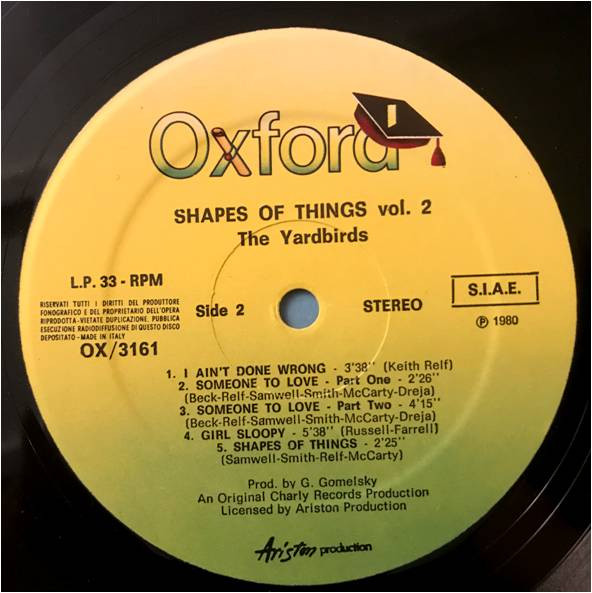 Oxford
SHAPES OF THINGS vol. 2
The Yardbirds
L.P. 33 - RPM
RISERVATI TUTTI I DIRITTI DEL PRODUTTORE
FONOGRAFICO E DEL PROPRIETARIO DELL'OPERA
RIPRODOTTA-VIETATE DUPLICAZIONE, PUBBLICA
ESECUZIONE RADIODIFFUSIONE DI QUESTO DISCO
DEPOSITATO - MADE IN ITALY
OX/3161
Side 2
STEREO
S.I.A.E.
℗ 1980
1. I AIN'T DONE WRONG - 3'38'' (Keith Relf)
2. SOMEONE TO LOVE - Part One - 2'26''
(Beck-Relf-Samwell-Smith-McCarty-Dreja)
3. SOMEONE TO LOVE - Part Two - 4'15''
(Beck-Relf-Samwell-Smith-McCarty-Dreja)
4. GIRL SLOOPY - 5'38'' (Russell-Farrell)
5. SHAPES OF THINGS - 2'25''
(Samwell-Smith-Relf-McCarty)
Prod. by G. Gomelsky
An Original Charly Records Production
Licensed by Ariston Production
Ariston production